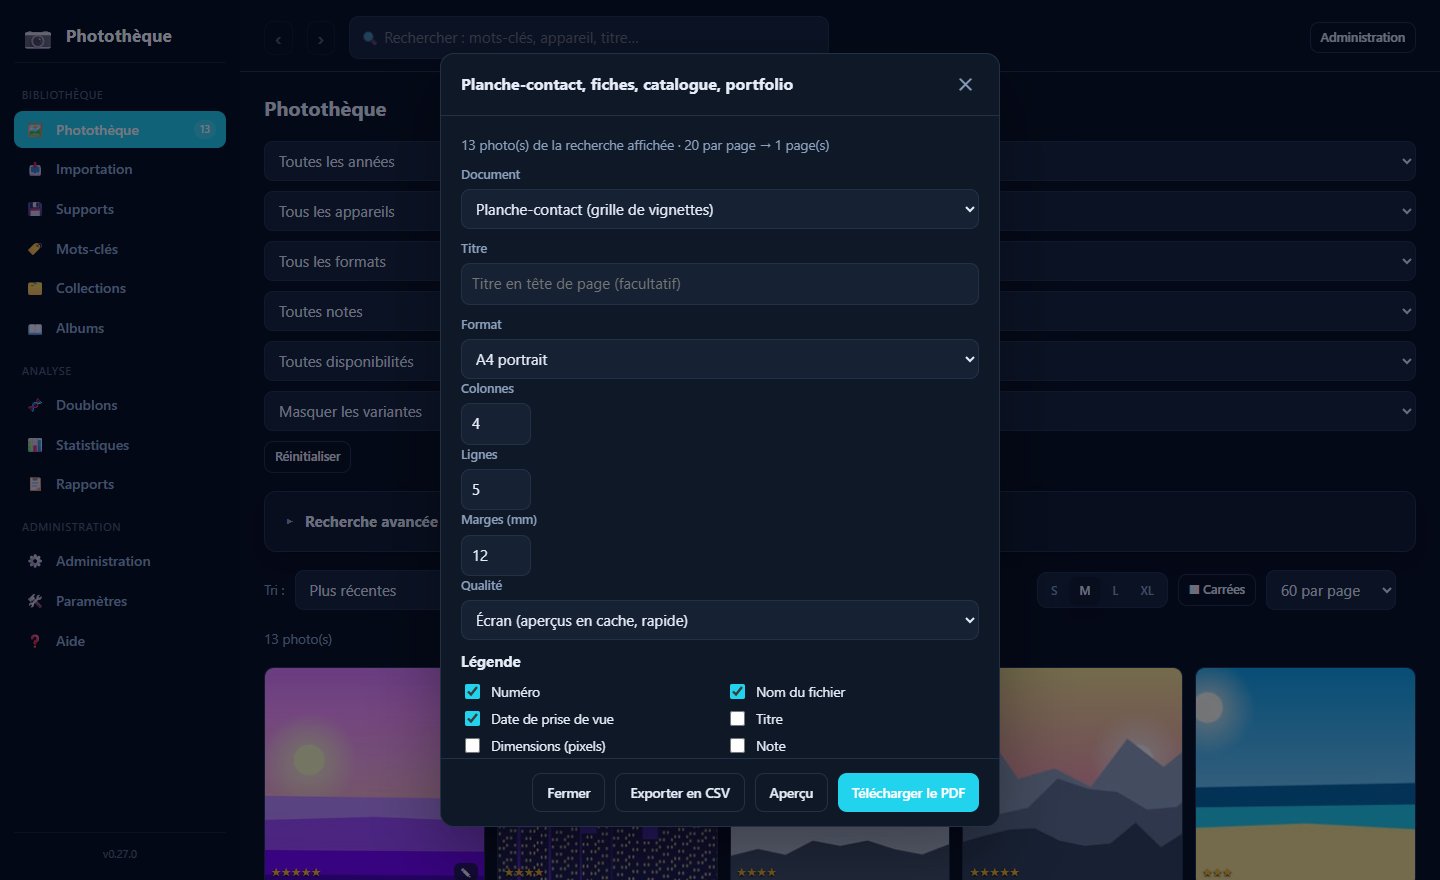 Photothèque
Rechercher : mots-clés, appareil, titre...
Administration
BIBLIOTHÈQUE
Photothèque 13
Importation
Supports
Mots-clés
Collections
Albums
ANALYSE
Doublons
Statistiques
Rapports
ADMINISTRATION
Administration
Paramètres
Aide
v0.27.0
Photothèque
Toutes les années
Tous les appareils
Tous les formats
Toutes notes
Toutes disponibilités
Masquer les variantes
Réinitialiser
Recherche avancée
Tri : Plus récentes
S M L XL Carrées 60 par page
13 photo(s)
Planche-contact, fiches, catalogue, portfolio
13 photo(s) de la recherche affichée · 20 par page → 1 page(s)
Document
Planche-contact (grille de vignettes)
Titre
Titre en tête de page (facultatif)
Format
A4 portrait
Colonnes
4
Lignes
5
Marges (mm)
12
Qualité
Écran (aperçus en cache, rapide)
Légende
Numéro Nom du fichier
Date de prise de vue Titre
Dimensions (pixels) Note
Fermer Exporter en CSV Aperçu Télécharger le PDF